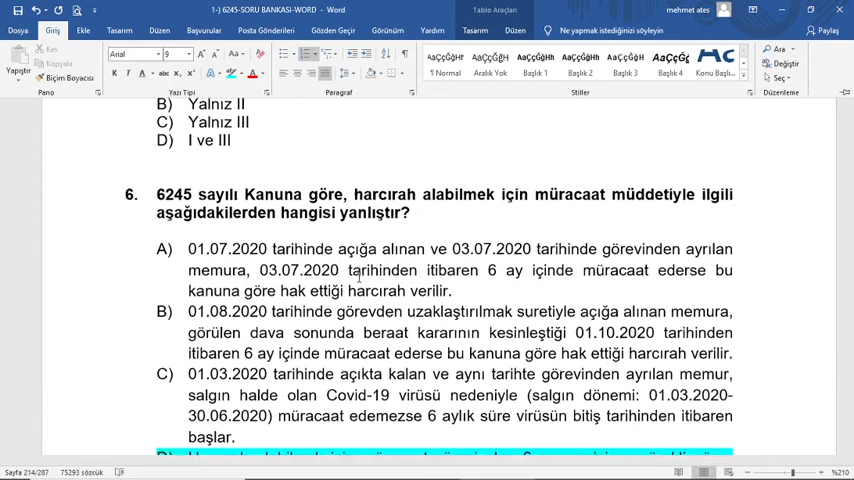 1-) 6245-SORU BANKASI-WORD - Word
Tablo Araçları
mehmet ates
Dosya Giriş Ekle Çizim Tasarım Düzen Başvurular Posta Gönderileri Gözden Geçir Görünüm Yardım Tasarım Düzen Ne yapmak istediğinizi söyleyin Paylaş
Yapıştır
Kes
Kopyala
Biçim Boyacısı
Arial 9
AaÇçĞğHł AaÇçĞğHł AaÇçĞğ AaÇçĞğ AaÇçĞğ AaÇçĞğ
¶ Normal Aralık Yok Başlık 1 Başlık 2 Başlık 3 Başlık 4 Konu Başl...
Ara
Değiştir
Seç
Pano Yazı Tipi Paragraf Stiller Düzenleme
B) Yalnız II
C) Yalnız III
D) I ve III
6. 6245 sayılı Kanuna göre, harcırah alabilmek için müracaat müddetiyle ilgili
aşağıdakilerden hangisi yanlıştır?
A) 01.07.2020 tarihinde açığa alınan ve 03.07.2020 tarihinde görevinden ayrılan
memura, 03.07.2020 tarihinden itibaren 6 ay içinde müracaat ederse bu
kanuna göre hak ettiği harcırah verilir.
B) 01.08.2020 tarihinde görevden uzaklaştırılmak suretiyle açığa alınan memura,
görülen dava sonunda beraat kararının kesinleştiği 01.10.2020 tarihinden
itibaren 6 ay içinde müracaat ederse bu kanuna göre hak ettiği harcırah verilir.
C) 01.03.2020 tarihinde açıkta kalan ve aynı tarihte görevinden ayrılan memur,
salgın halde olan Covid-19 virüsü nedeniyle (salgın dönemi: 01.03.2020-
30.06.2020) müracaat edemezse 6 aylık süre virüsün bitiş tarihinden itibaren
başlar.
Sayfa 214/287 75293 sözcük %210